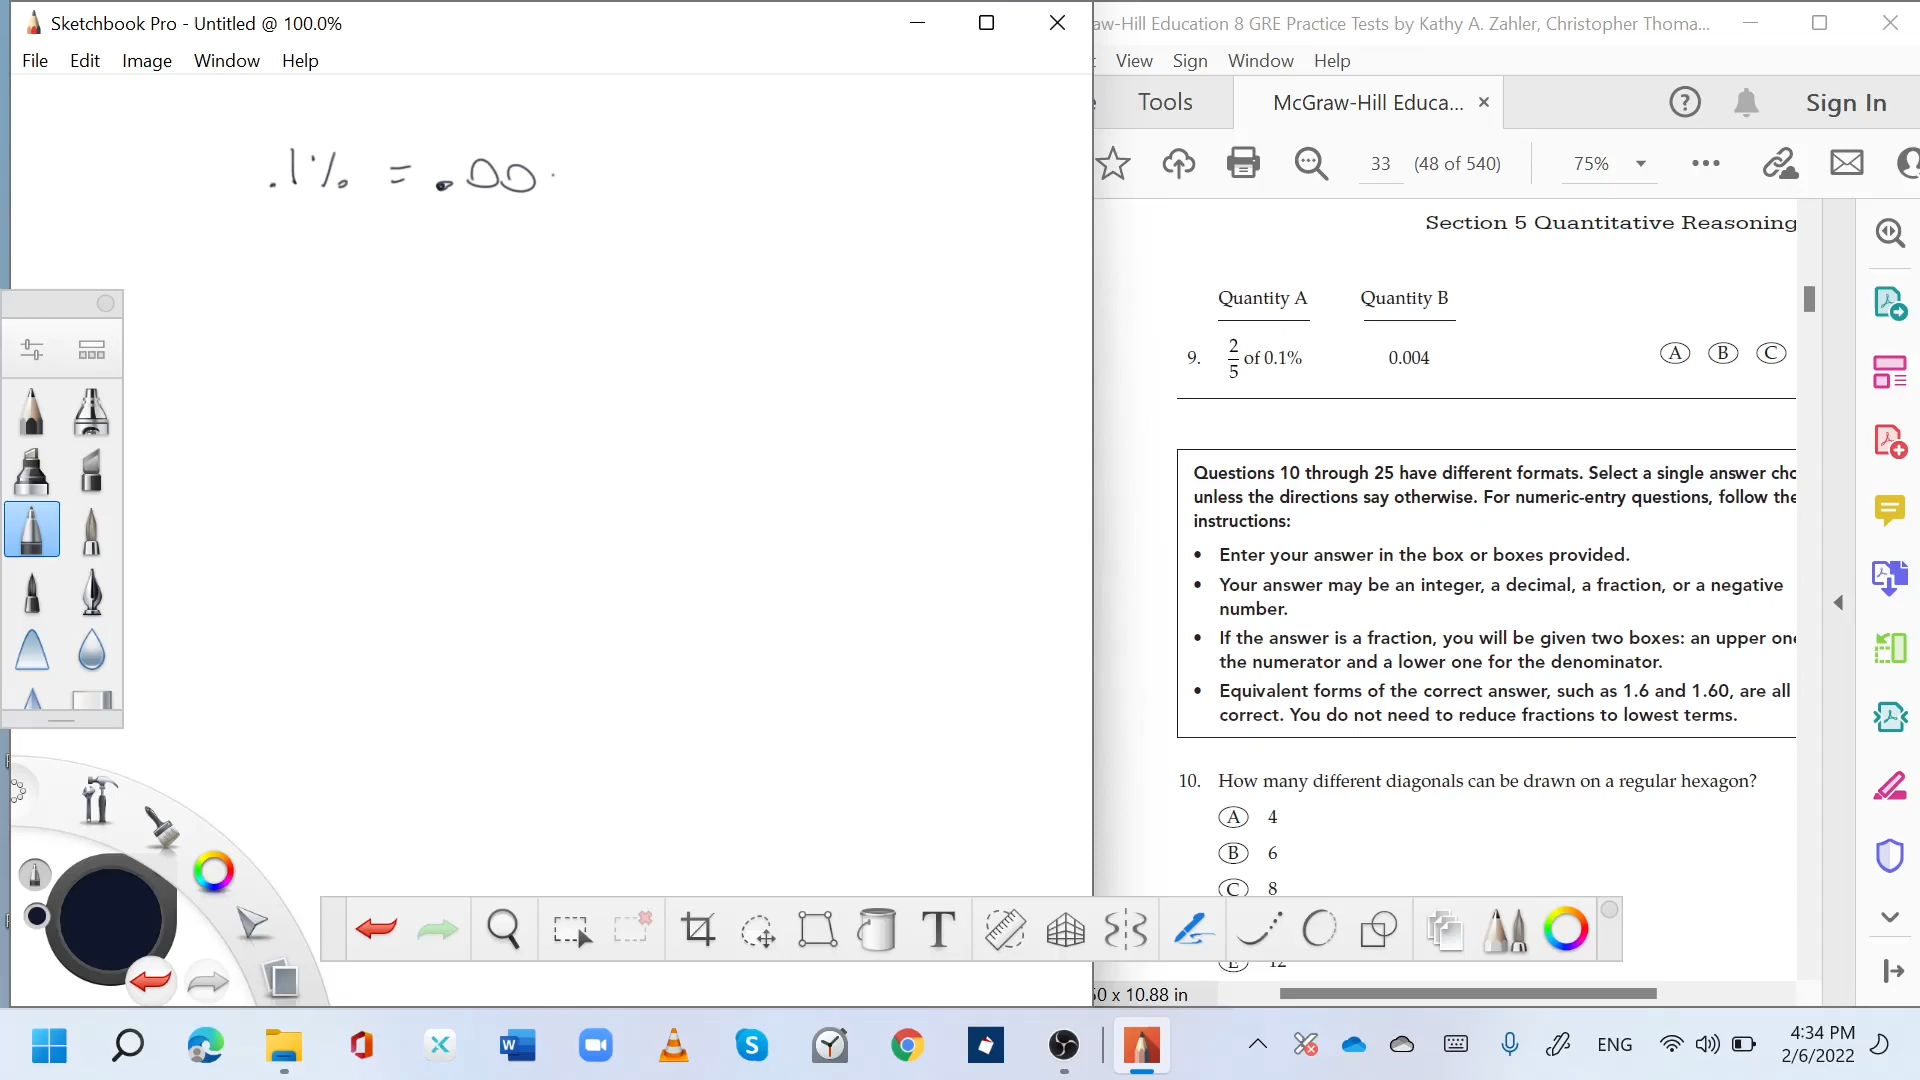 Sketchbook Pro - Untitled @ 100.0%
File Edit Image Window Help
.1% = .00
aw-Hill Education 8 GRE Practice Tests by Kathy A. Zahler, Christopher Thoma...
View Sign Window Help
Tools
McGraw-Hill Educa... ×
Sign In
33 (48 of 540)
75%
Section 5 Quantitative Reasoning
Quantity A Quantity B
9. 2/5 of 0.1% 0.004 A B C
Questions 10 through 25 have different formats. Select a single answer cho
unless the directions say otherwise. For numeric-entry questions, follow the
instructions:
• Enter your answer in the box or boxes provided.
• Your answer may be an integer, a decimal, a fraction, or a negative
number.
• If the answer is a fraction, you will be given two boxes: an upper one
the numerator and a lower one for the denominator.
• Equivalent forms of the correct answer, such as 1.6 and 1.60, are all
correct. You do not need to reduce fractions to lowest terms.
10. How many different diagonals can be drawn on a regular hexagon?
A 4
B 6
C 8
E 12
0 x 10.88 in
ENG
4:34 PM
2/6/2022